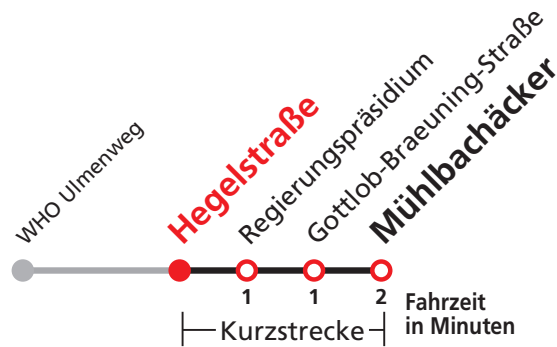 WHO Ulmenweg
Hegelstraße
Regierungspräsidium
Gottlob-Braeuning-Straße
Mühlbachäcker
1
1
2
Fahrzeit
in Minuten
Kurzstrecke